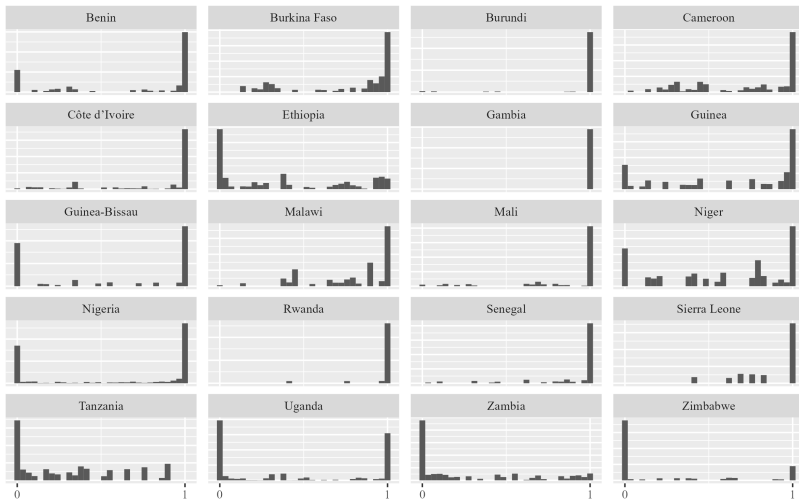 Benin Burkina Faso Burundi Cameroon
Côte d’Ivoire Ethiopia Gambia Guinea
Guinea-Bissau Malawi Mali Niger
Nigeria Rwanda Senegal Sierra Leone
Tanzania Uganda Zambia Zimbabwe
0 1 0 1 0 1 0 1